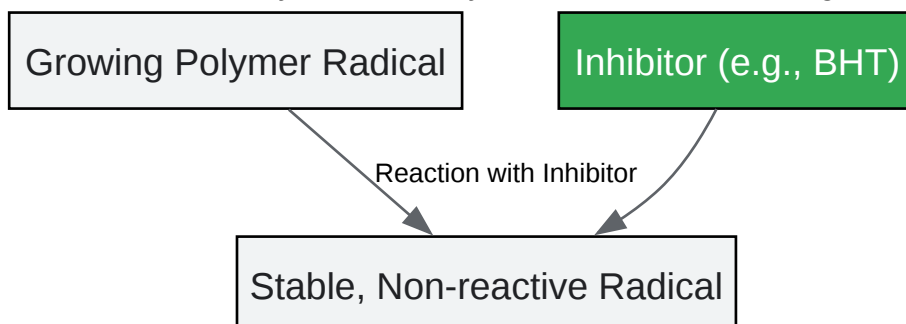 Growing Polymer Radical
Inhibitor (e.g., BHT)
Reaction with Inhibitor
Stable, Non-reactive Radical